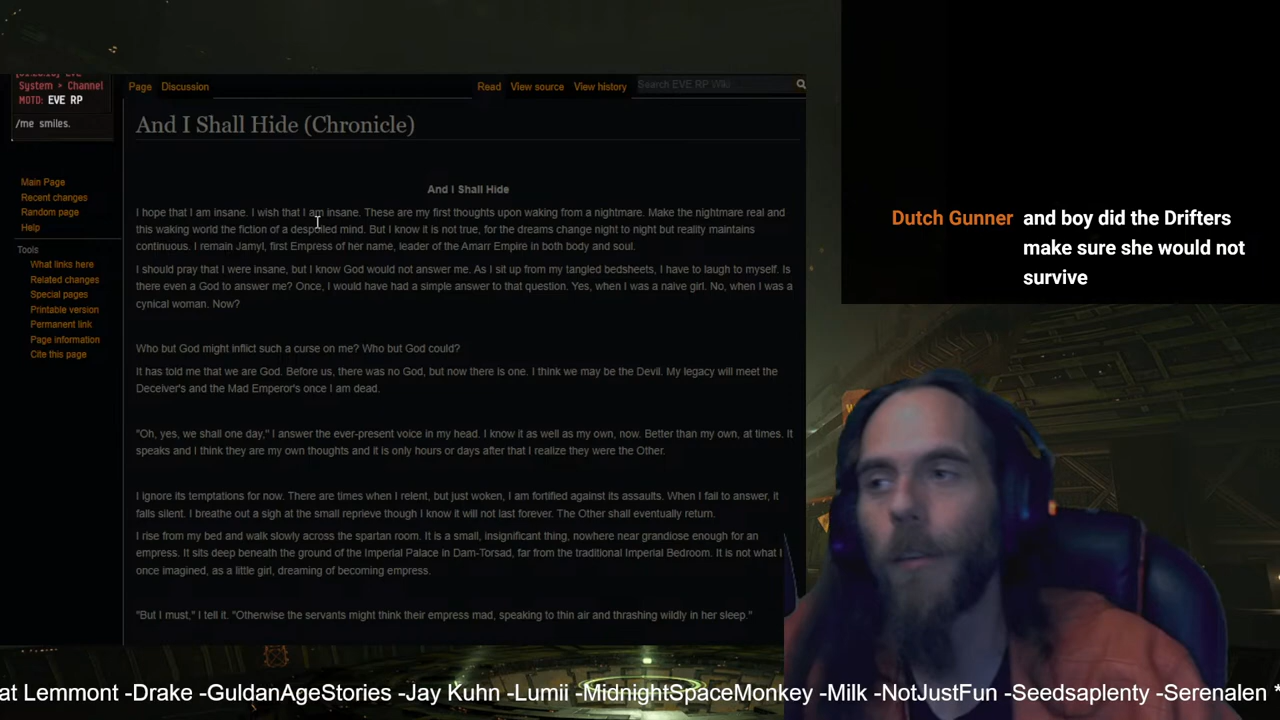 System > Channel
MOTD: EVE RP
/me smiles.
Main Page
Recent changes
Random page
Help
Tools
What links here
Related changes
Special pages
Printable version
Permanent link
Page information
Cite this page
Page Discussion Read View source View history Search EVE RP Wiki
And I Shall Hide (Chronicle)
And I Shall Hide
I hope that I am insane. I wish that I am insane. These are my first thoughts upon waking from a nightmare. Make the nightmare real and
this waking world the fiction of a despoiled mind. But I know it is not true, for the dreams change night to night but reality maintains
continuous. I remain Jamyl, first Empress of her name, leader of the Amarr Empire in both body and soul.
I should pray that I were insane, but I know God would not answer me. As I sit up from my tangled bedsheets, I have to laugh to myself. Is
there even a God to answer me? Once, I would have had a simple answer to that question. Yes, when I was a naive girl. No, when I was a
cynical woman. Now?
Who but God might inflict such a curse on me? Who but God could?
It has told me that we are God. Before us, there was no God, but now there is one. I think we may be the Devil. My legacy will meet the
Deceiver's and the Mad Emperor's once I am dead.
"Oh, yes, we shall one day," I answer the ever-present voice in my head. I know it as well as my own, now. Better than my own, at times. It
speaks and I think they are my own thoughts and it is only hours or days after that I realize they were the Other.
I ignore its temptations for now. There are times when I relent, but just woken, I am fortified against its assaults. When I fail to answer, it
falls silent. I breathe out a sigh at the small reprieve though I know it will not last forever. The Other shall eventually return.
I rise from my bed and walk slowly across the spartan room. It is a small, insignificant thing, nowhere near grandiose enough for an
empress. It sits deep beneath the ground of the Imperial Palace in Dam-Torsad, far from the traditional Imperial Bedroom. It is not what I
once imagined, as a little girl, dreaming of becoming empress.
"But I must," I tell it. "Otherwise the servants might think their empress mad, speaking to thin air and thrashing wildly in her sleep."
Dutch Gunner and boy did the Drifters
make sure she would not
survive
at Lemmont -Drake -GuldanAgeStories -Jay Kuhn -Lumii -MidnightSpaceMonkey -Milk -NotJustFun -Seedsaplenty -Serenalen *